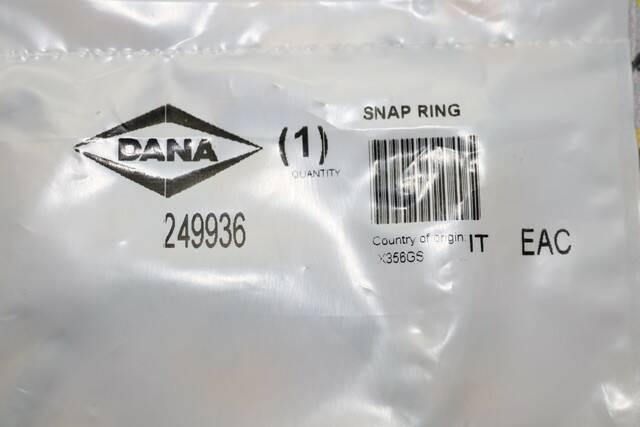 DANA
(1)
QUANTITY
249936
SNAP RING
Country of origin: IT
X356GS
EAC